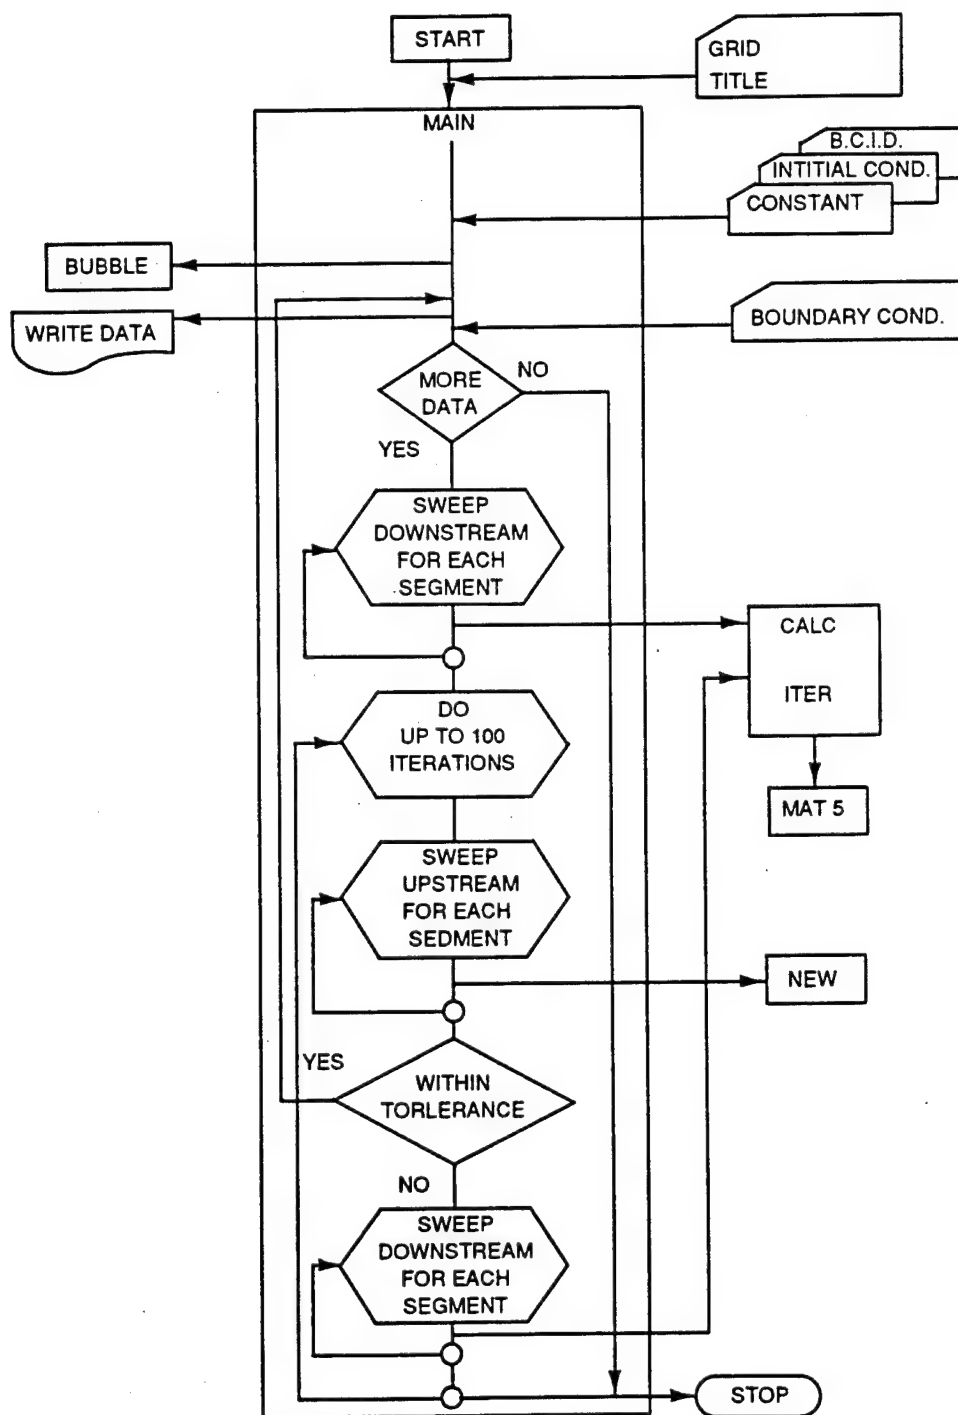 START
GRID
TITLE
MAIN
B.C.I.D.
INTITIAL COND.
CONSTANT
BUBBLE
WRITE DATA
BOUNDARY COND.
MORE
DATA
NO
YES
SWEEP
DOWNSTREAM
FOR EACH
SEGMENT
CALC
ITER
DO
UP TO 100
ITERATIONS
MAT 5
SWEEP
UPSTREAM
FOR EACH
SEDMENT
NEW
YES
WITHIN
TORLERANCE
NO
SWEEP
DOWNSTREAM
FOR EACH
SEGMENT
STOP